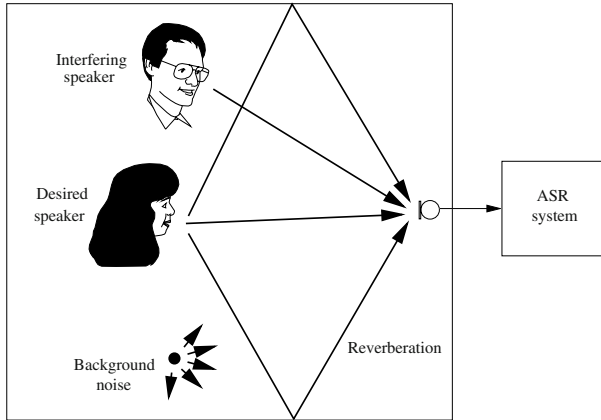 Interfering
speaker
Desired
speaker
Background
noise
Reverberation
ASR
system